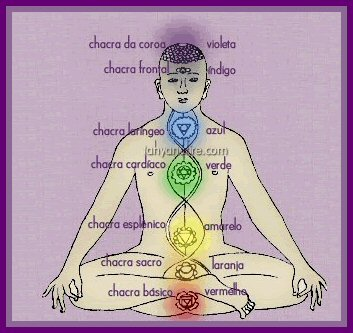 chacra da coroa violeta
chacra frontal índigo
chacra laríngeo azul
chacra cardíaco verde
chacra esplênico amarelo
chacra sacro laranja
chacra básico vermelho